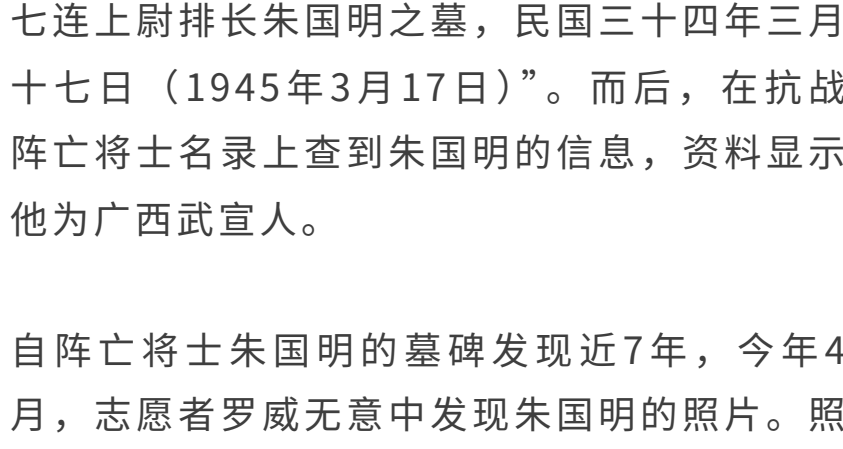 七连上尉排长朱国明之墓，民国三十四年三月
十七日（1945年3月17日）”。而后，在抗战
阵亡将士名录上查到朱国明的信息，资料显示
他为广西武宣人。
自阵亡将士朱国明的墓碑发现近7年，今年4
月，志愿者罗威无意中发现朱国明的照片。照